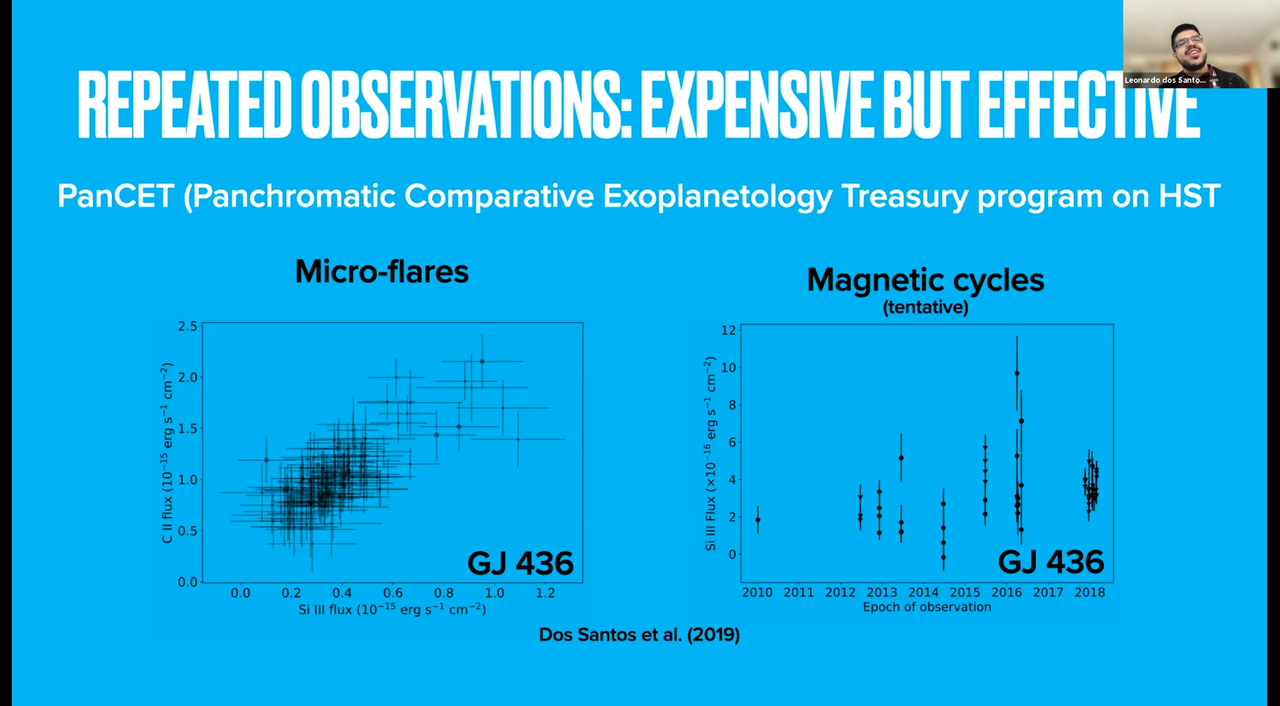 REPEATED OBSERVATIONS: EXPENSIVE BUT EFFECTIVE
Leonardo dos Santo...
PanCET (Panchromatic Comparative Exoplanetology Treasury program on HST
Micro-flares
Magnetic cycles
(tentative)
2.5
2.0
1.5
1.0
0.5
0.0
C II flux (10⁻¹⁵ erg s⁻¹ cm⁻²)
GJ 436
0.0 0.2 0.4 0.6 0.8 1.0 1.2
Si III flux (10⁻¹⁵ erg s⁻¹ cm⁻²)
12
10
8
6
4
2
0
Si III Flux (×10⁻¹⁶ erg s⁻¹ cm⁻²)
GJ 436
2010 2011 2012 2013 2014 2015 2016 2017 2018
Epoch of observation
Dos Santos et al. (2019)